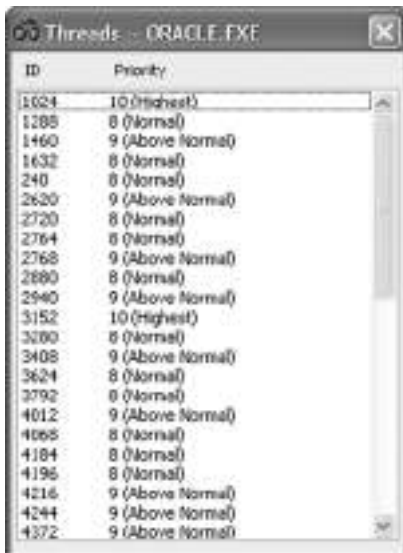 Threads -- ORACLE.EXE
ID Priority
1024 10 (Highest)
1288 8 (Normal)
1460 9 (Above Normal)
1632 8 (Normal)
240 8 (Normal)
2620 9 (Above Normal)
2720 8 (Normal)
2764 8 (Normal)
2768 9 (Above Normal)
2880 8 (Normal)
2940 9 (Above Normal)
3152 10 (Highest)
3280 8 (Normal)
3408 9 (Above Normal)
3624 8 (Normal)
3792 8 (Normal)
4012 9 (Above Normal)
4068 8 (Normal)
4184 8 (Normal)
4196 8 (Normal)
4216 9 (Above Normal)
4244 9 (Above Normal)
4372 9 (Above Normal)